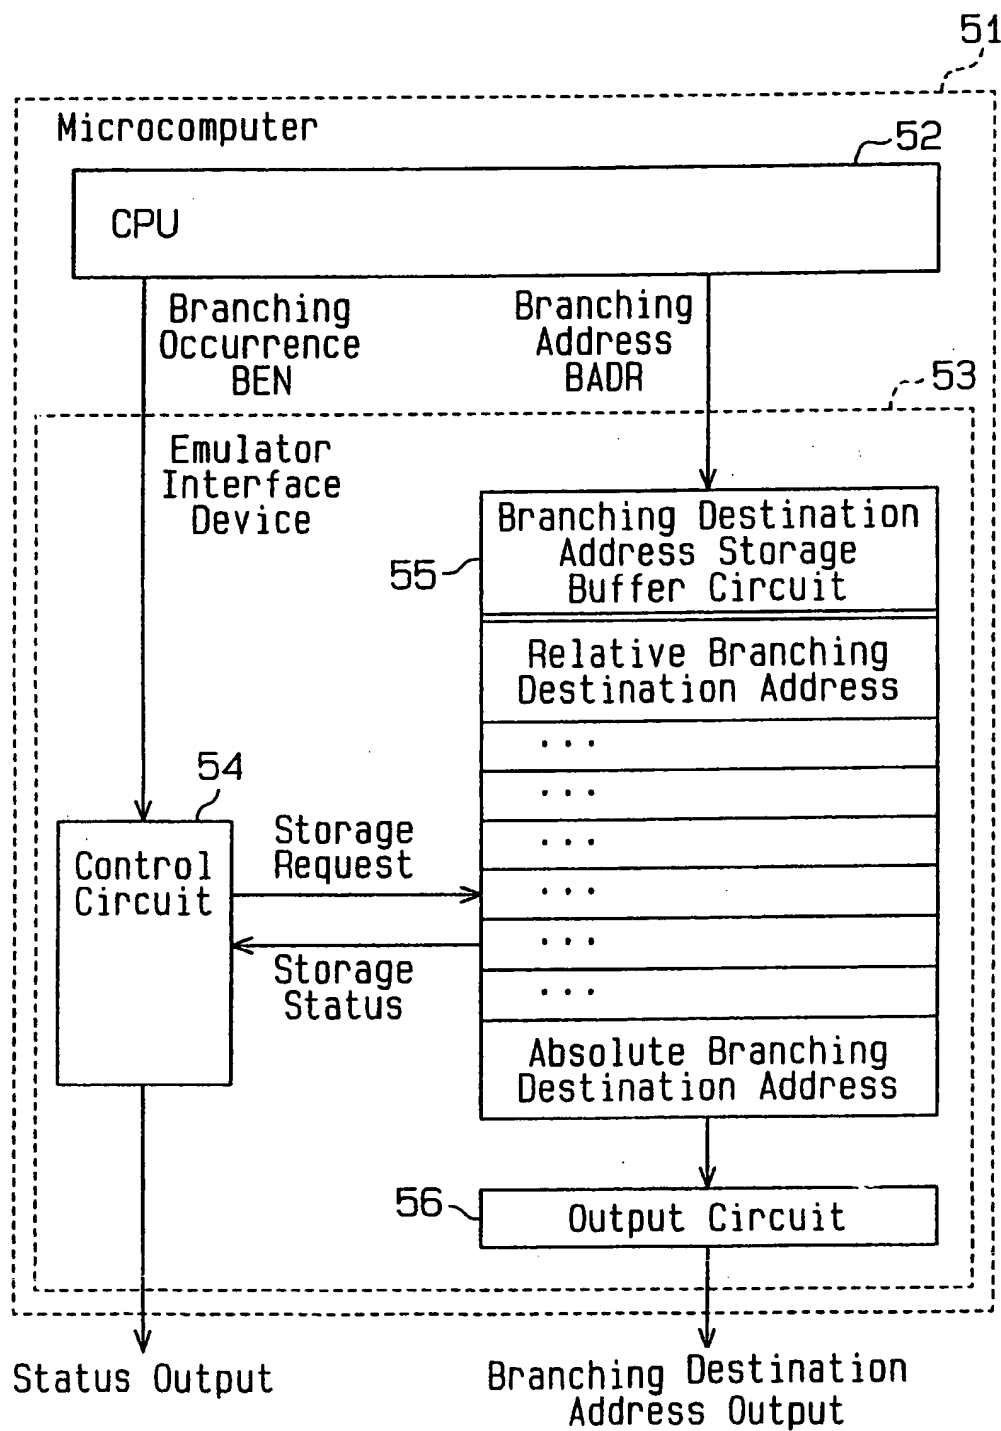 51
Microcomputer
52
CPU
Branching
Occurrence
BEN
Branching
Address
BADR
53
Emulator
Interface
Device
55
Branching Destination
Address Storage
Buffer Circuit
Relative Branching
Destination Address
...
...
...
...
...
...
54
Control
Circuit
Storage
Request
Storage
Status
Absolute Branching
Destination Address
56
Output Circuit
Status Output
Branching Destination
Address Output